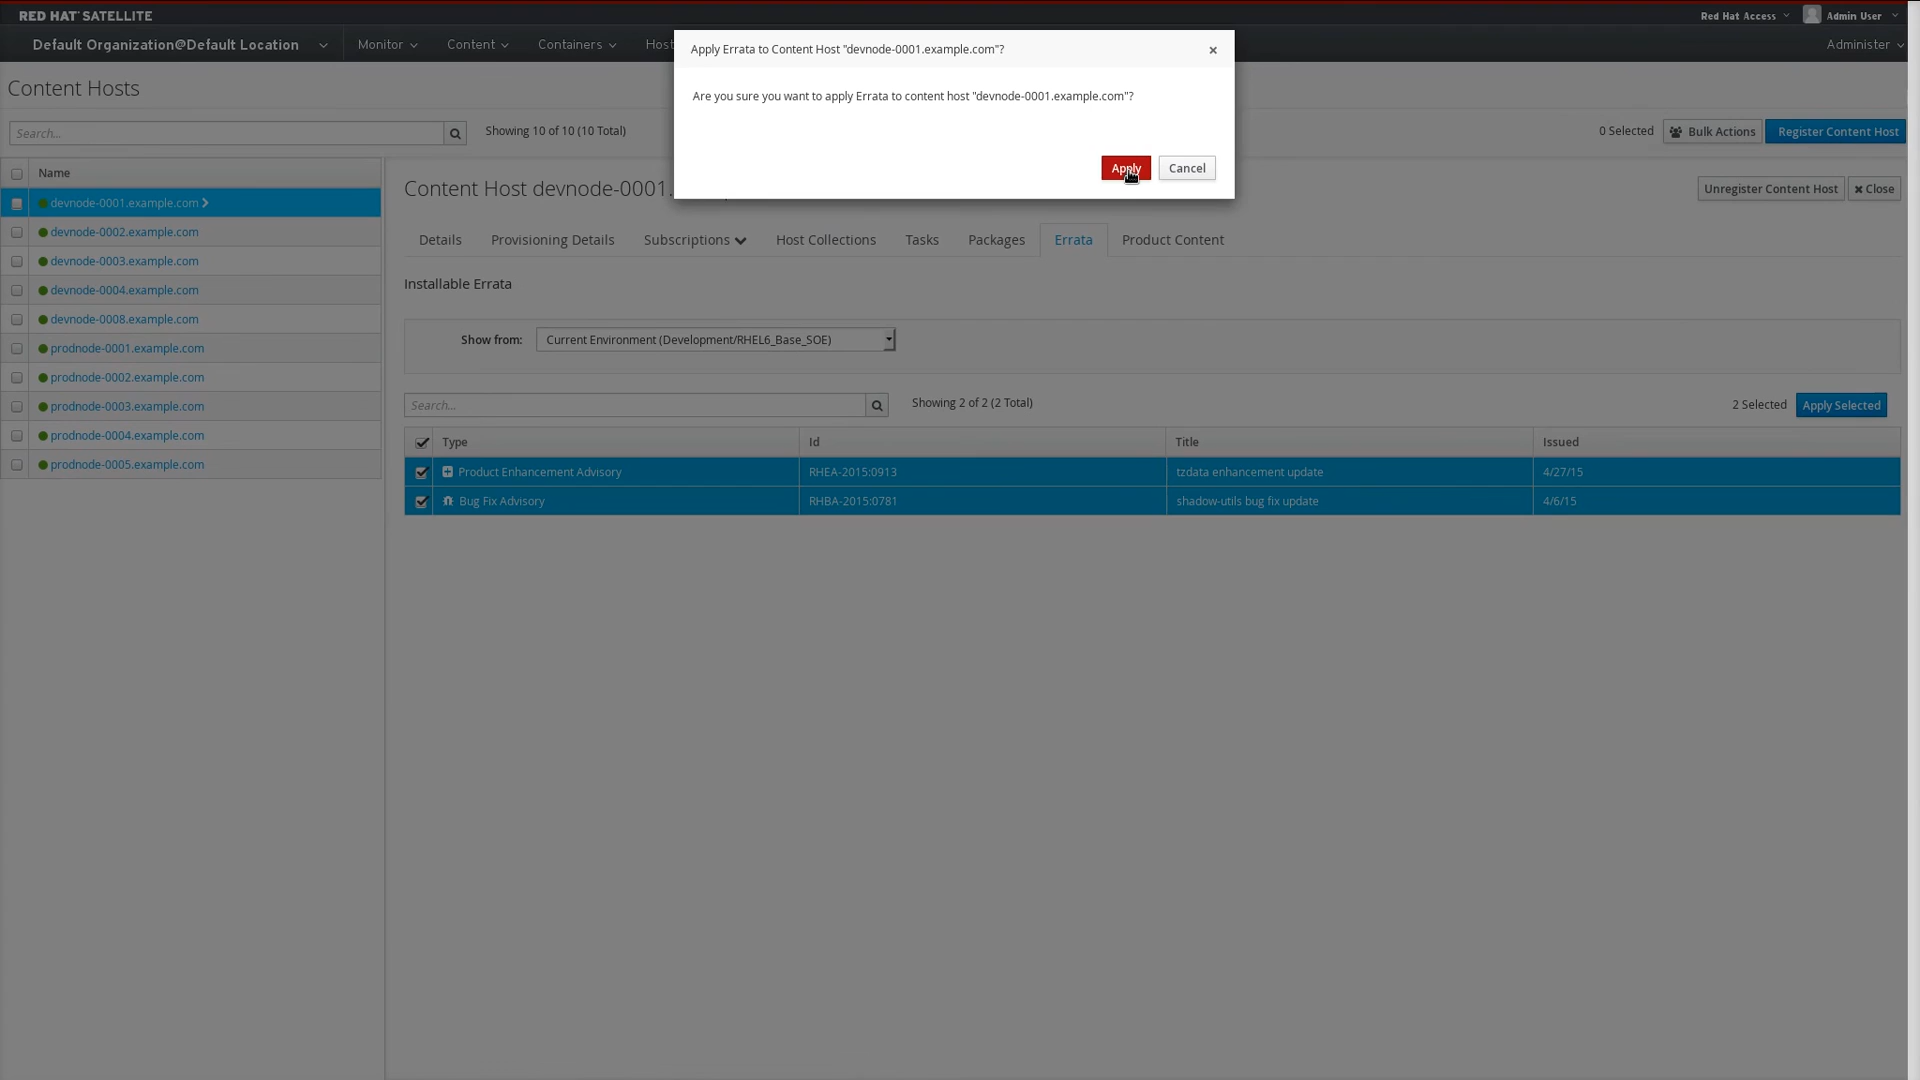 RED HAT SATELLITE
Red Hat Access
Admin User
Default Organization@Default Location
Monitor
Content
Containers
Host
Administer
Apply Errata to Content Host "devnode-0001.example.com"?
×
Are you sure you want to apply Errata to content host "devnode-0001.example.com"?
Apply
Cancel
Content Hosts
Search...
Showing 10 of 10 (10 Total)
0 Selected
Bulk Actions
Register Content Host
Name
devnode-0001.example.com
devnode-0002.example.com
devnode-0003.example.com
devnode-0004.example.com
devnode-0008.example.com
prodnode-0001.example.com
prodnode-0002.example.com
prodnode-0003.example.com
prodnode-0004.example.com
prodnode-0005.example.com
Content Host devnode-0001.
Unregister Content Host
Close
Details
Provisioning Details
Subscriptions
Host Collections
Tasks
Packages
Errata
Product Content
Installable Errata
Show from:
Current Environment (Development/RHEL6_Base_SOE)
Search...
Showing 2 of 2 (2 Total)
2 Selected
Apply Selected
Type Id Title Issued
Product Enhancement Advisory RHEA-2015:0913 tzdata enhancement update 4/27/15
Bug Fix Advisory RHBA-2015:0781 shadow-utils bug fix update 4/6/15